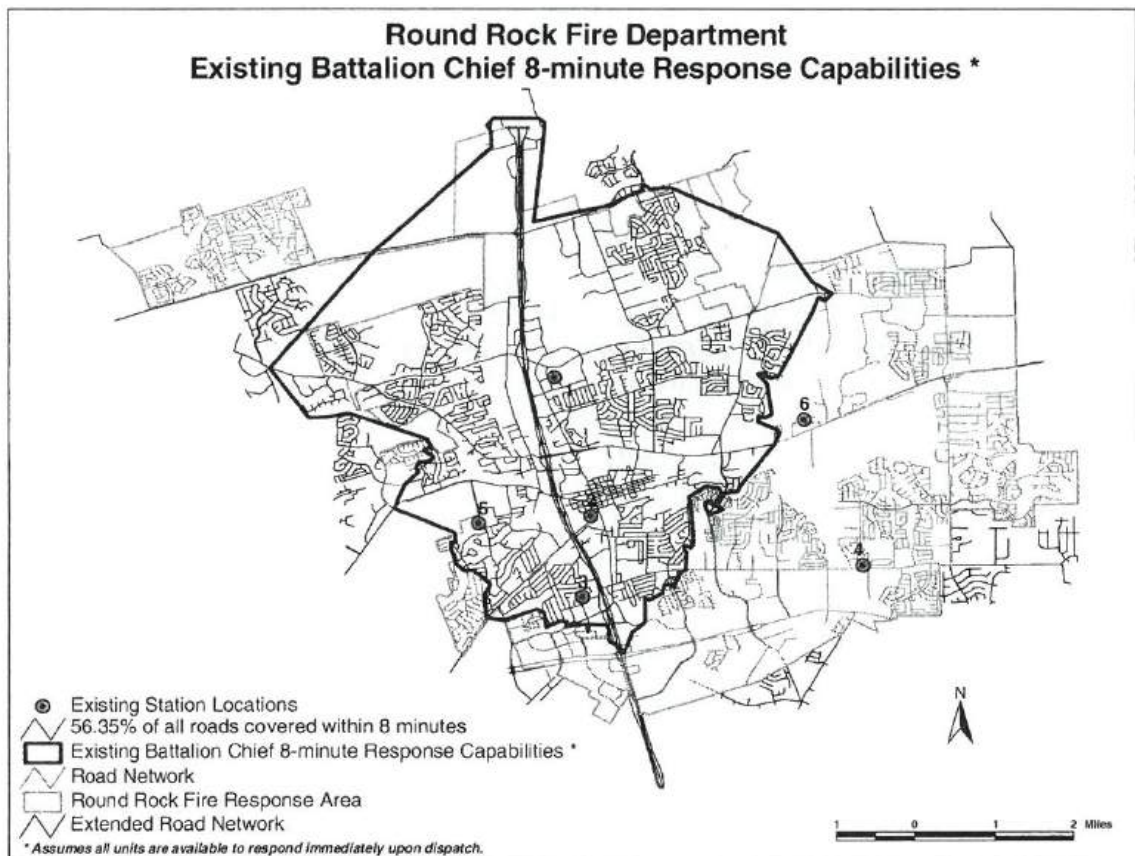 Round Rock Fire Department
Existing Battalion Chief 8-minute Response Capabilities *
1
6
5
2
4
3
Existing Station Locations
56.35% of all roads covered within 8 minutes
Existing Battalion Chief 8-minute Response Capabilities *
Road Network
Round Rock Fire Response Area
Extended Road Network
* Assumes all units are available to respond immediately upon dispatch.
N
1 0 1 2 Miles